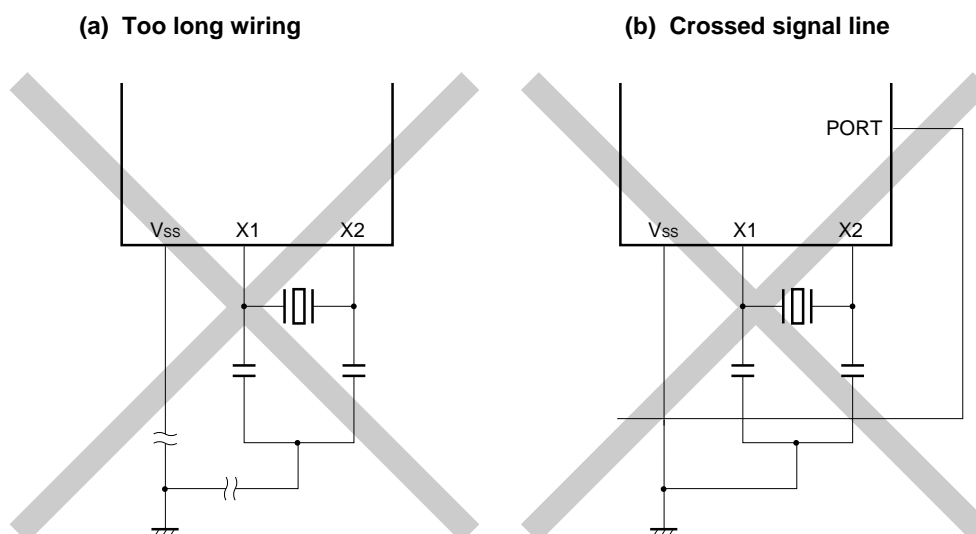 (a) Too long wiring
(b) Crossed signal line
PORT
VSS X1 X2
VSS X1 X2